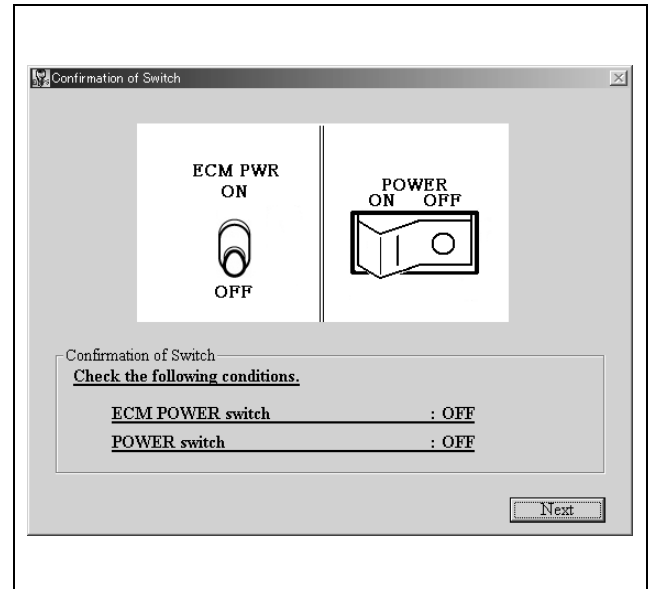 Confirmation of Switch
ECM PWR
ON
OFF
POWER
ON OFF
Confirmation of Switch
Check the following conditions.
ECM POWER switch : OFF
POWER switch : OFF
Next